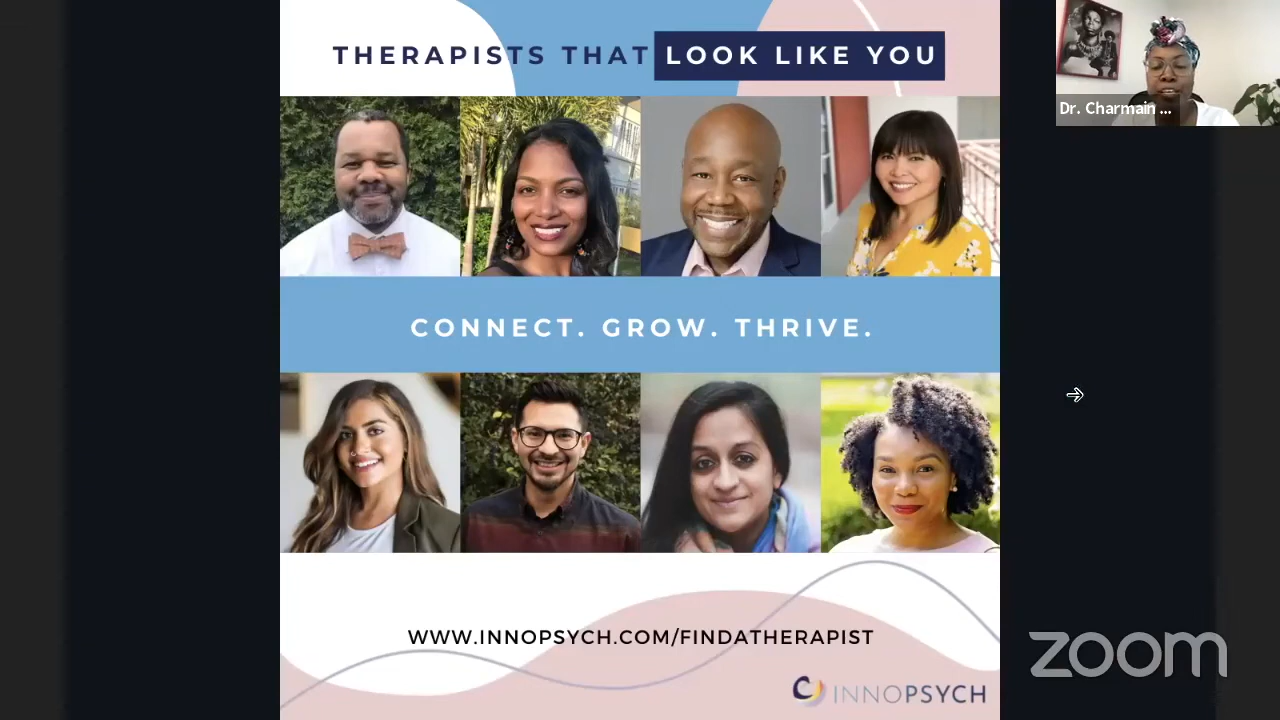 THERAPISTS THAT LOOK LIKE YOU
Dr. Charmain ...
CONNECT. GROW. THRIVE.
WWW.INNOPSYCH.COM/FINDATHERAPIST
zoom
INNOPSYCH